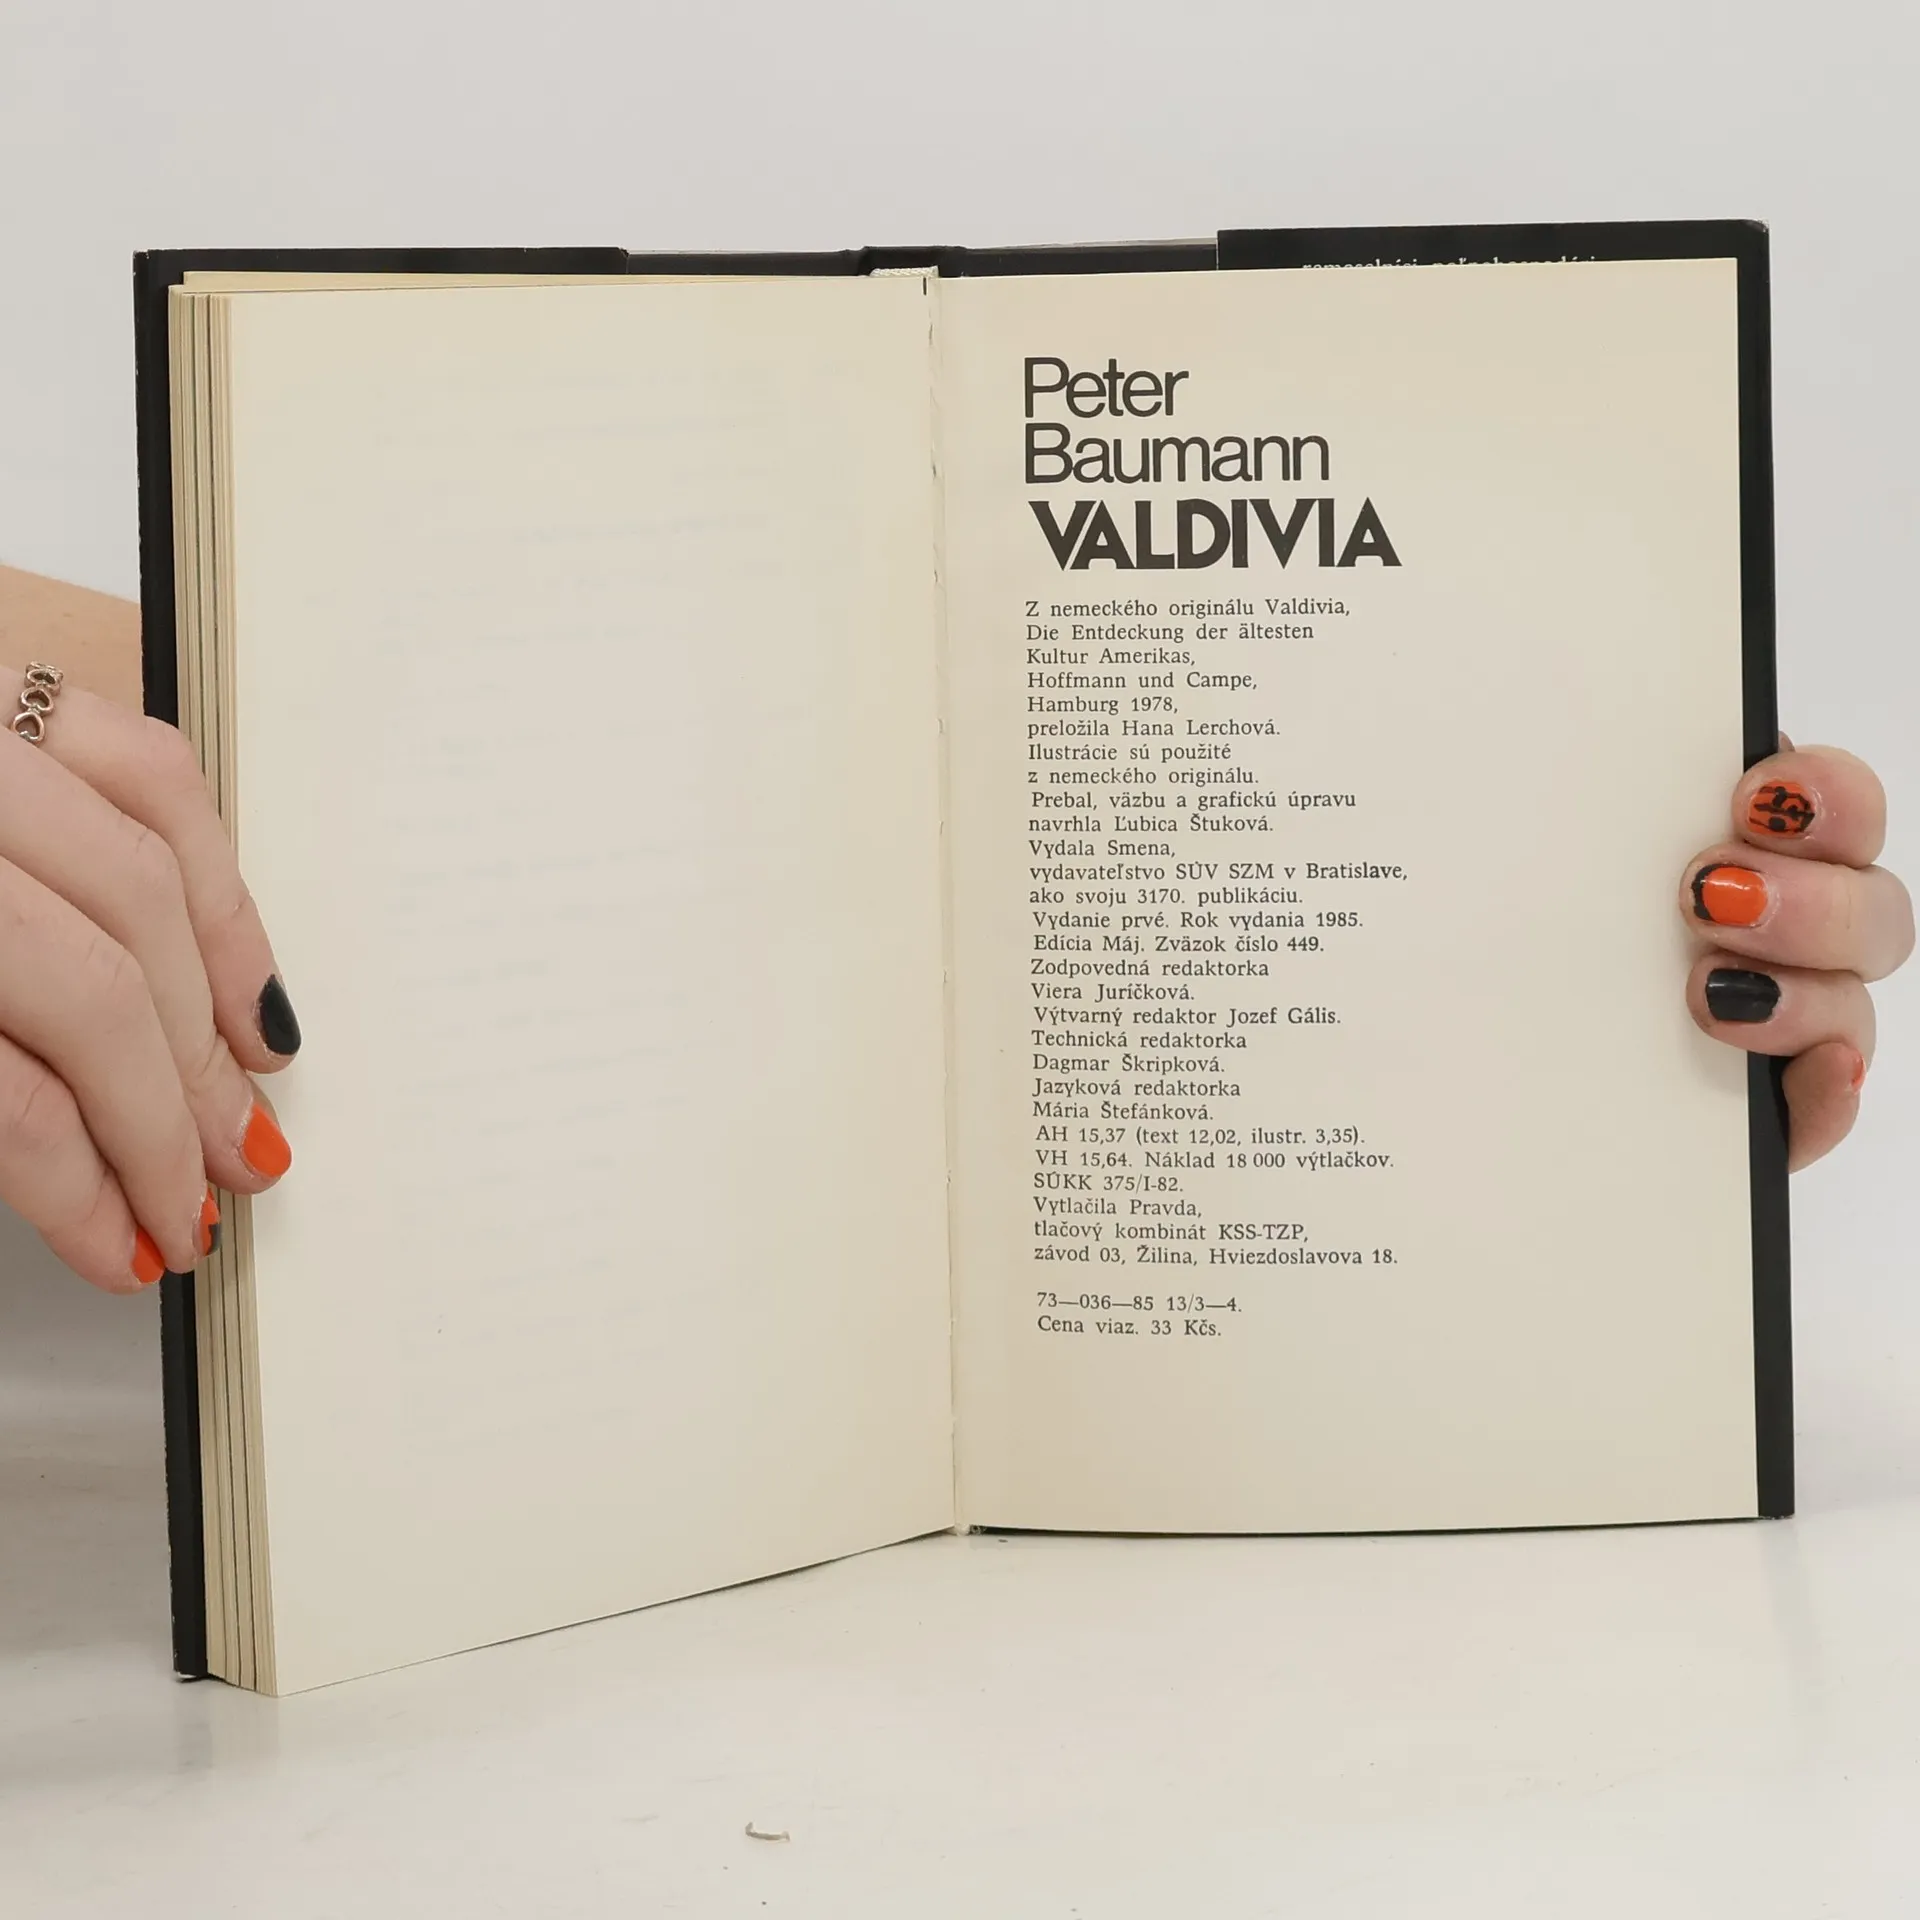 remeselníci, poľnohospodári
Peter
Baumann
VALDIVIA
Z nemeckého originálu Valdivia,
Die Entdeckung der ältesten
Kultur Amerikas,
Hoffmann und Campe,
Hamburg 1978,
preložila Hana Lerchová.
Ilustrácie sú použité
z nemeckého originálu.
Prebal, väzbu a grafickú úpravu
navrhla Ľubica Štuková.
Vydala Smena,
vydavateľstvo SÚV SZM v Bratislave,
ako svoju 3170. publikáciu.
Vydanie prvé. Rok vydania 1985.
Edícia Máj. Zväzok číslo 449.
Zodpovedná redaktorka
Viera Juríčková.
Výtvarný redaktor Jozef Gális.
Technická redaktorka
Dagmar Škripková.
Jazyková redaktorka
Mária Štefánková.
AH 15,37 (text 12,02, ilustr. 3,35).
VH 15,64. Náklad 18 000 výtlačkov.
SÚKK 375/I-82.
Vytlačila Pravda,
tlačový kombinát KSS-TZP,
závod 03, Žilina, Hviezdoslavova 18.
73—036—85 13/3—4.
Cena viaz. 33 Kčs.